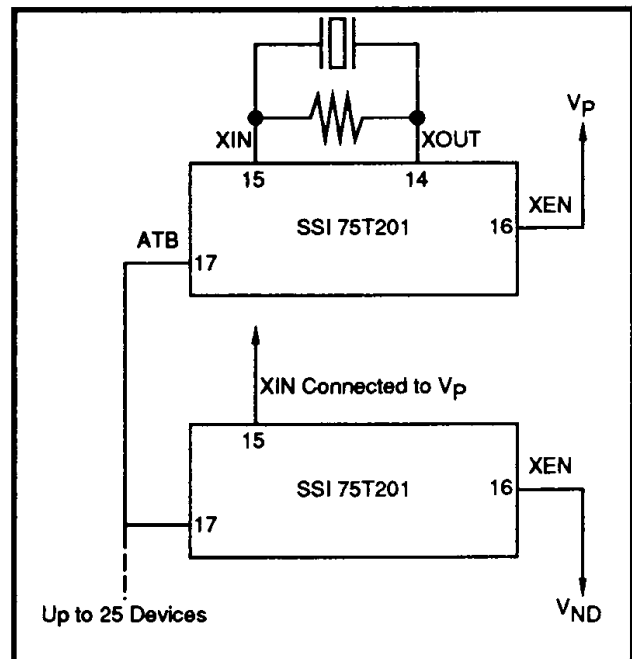 XIN
XOUT
VP
15
14
SSI 75T201
XEN
16
ATB
17
XIN Connected to VP
15
SSI 75T201
XEN
16
17
Up to 25 Devices
VND